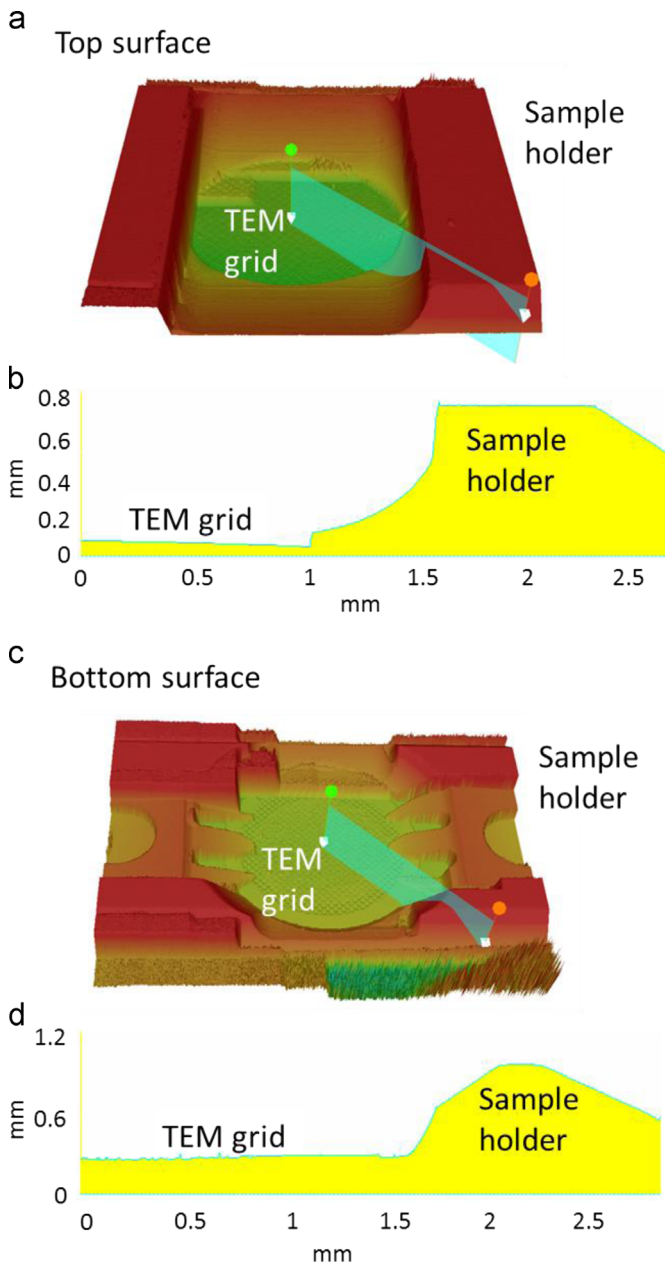 a
Top surface
Sample
holder
TEM
grid
b
0.8
0.6
0.4
0.2
0
mm
TEM grid
Sample
holder
0
0.5
1
1.5
2
2.5
mm
c
Bottom surface
Sample
holder
TEM
grid
d
1.2
0.6
0
mm
TEM grid
Sample
holder
0
0.5
1
1.5
2
2.5
mm